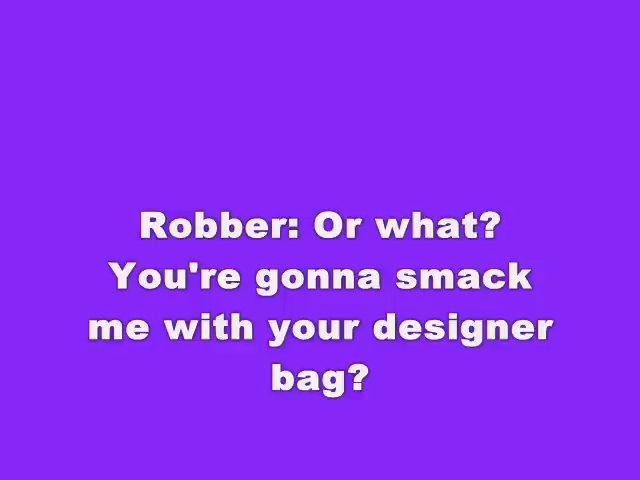 Robber: Or what?
You're gonna smack
me with your designer
bag?